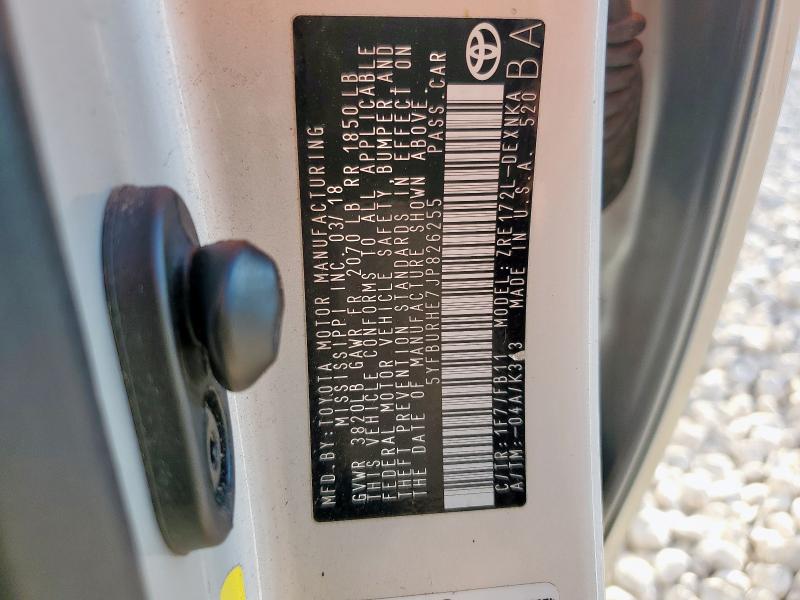 MFD.BY:TOYOTA MOTOR MANUFACTURING
MISSISSIPPI INC. 03/18
GVWR 3820LB GAWR FR 2070 LB RR 1850 LB
THIS VEHICLE CONFORMS TO ALL APPLICABLE
FEDERAL MOTOR VEHICLE SAFETY, BUMPER AND
THEFT PREVENTION STANDARDS IN EFFECT ON
THE DATE OF MANUFACTURE SHOWN ABOVE.
5YFBURHE7JP826255 PASS.CAR
C/TR:1F7/FB11 MODEL:ZRE172L-DEXNKA
A/TM:-04A/K313 MADE IN U.S.A. 520 BA